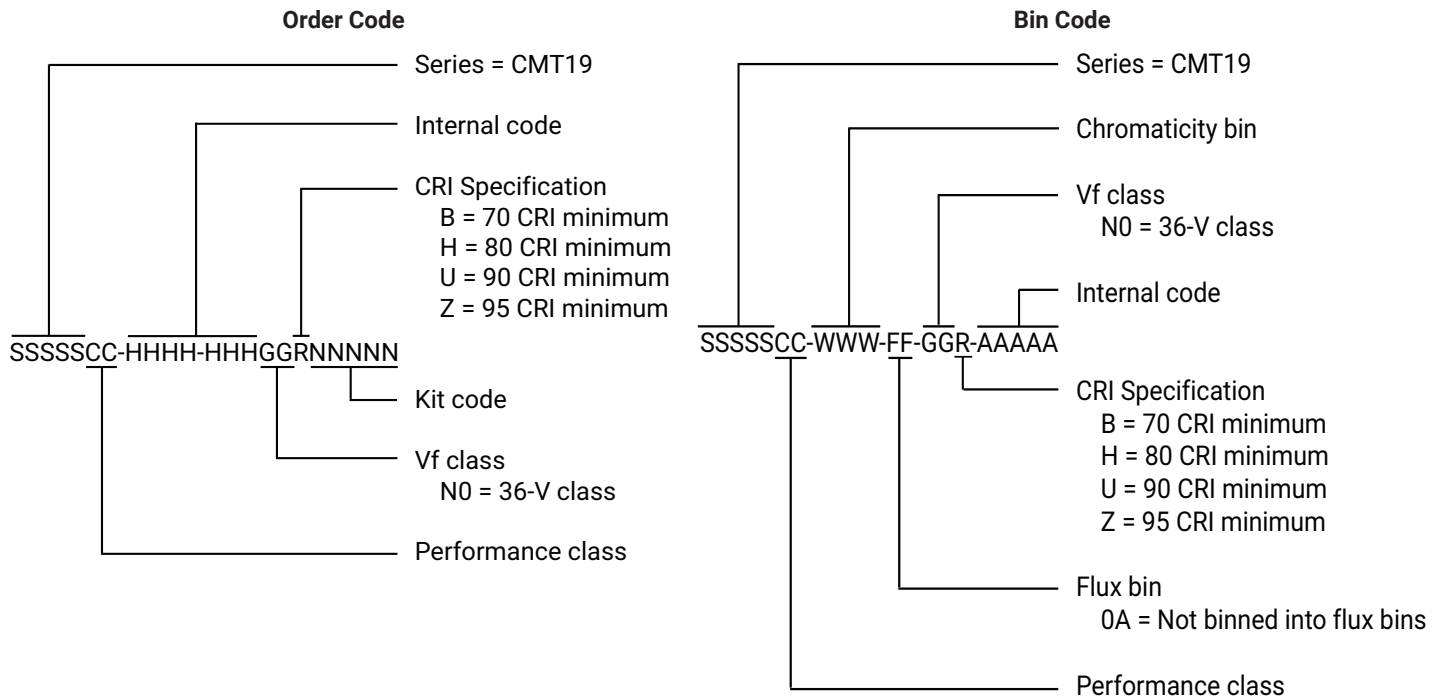 Order Code
Series = CMT19
Internal code
CRI Specification
B = 70 CRI minimum
H = 80 CRI minimum
U = 90 CRI minimum
Z = 95 CRI minimum
SSSSSCC-HHHH-HHHGGRNNNNN
Kit code
Vf class
N0 = 36-V class
Performance class
Bin Code
Series = CMT19
Chromaticity bin
Vf class
N0 = 36-V class
Internal code
SSSSSCC-WWW-FF-GGR-AAAAA
CRI Specification
B = 70 CRI minimum
H = 80 CRI minimum
U = 90 CRI minimum
Z = 95 CRI minimum
Flux bin
0A = Not binned into flux bins
Performance class